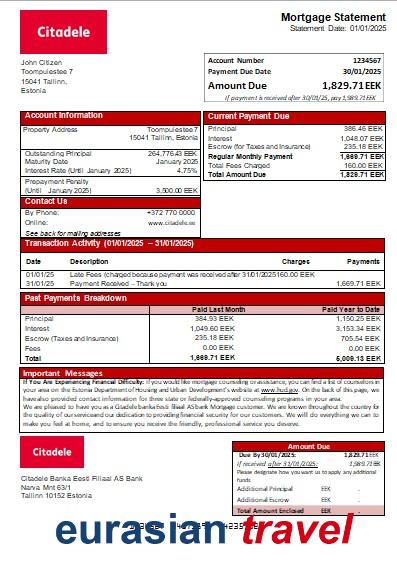 Citadele
Mortgage Statement
Statement Date: 01/01/2025
John Citizen
Toompuiestee 7
15041 Tallinn,
Estonia
Account Number 1234567
Payment Due Date 30/01/2025
Amount Due 1,829.71 EEK
If payment is received after 30/01/25, pay 1,989.71 EEK
Account Information
Property Address Toompuiestee 7
15041 Tallinn, Estonia
Outstanding Principal 264,776.43 EEK
Maturity Date January 2025
Interest Rate (Until January 2025) 4.75%
Prepayment Penalty
(Until January 2025) 3,500.00 EEK
Contact Us
By Phone: +372 770 0000
Online: www.citadele.ee
See back for mailing addresses
Current Payment Due
Principal 386.46 EEK
Interest 1,048.07 EEK
Escrow (for Taxes and Insurance) 235.18 EEK
Regular Monthly Payment 1,669.71 EEK
Total Fees Charged 160.00 EEK
Total Amount Due 1,829.71 EEK
Transaction Activity (01/01/2025 – 31/01/2025)
Date Description Charges Payments
01/01/25 Late Fees (charged because payment was received after 31/01/2025160.00 EEK
31/01/25 Payment Received – Thank you 1,669.71 EEK
Past Payments Breakdown
Paid Last Month Paid Year to Date
Principal 384.93 EEK 1,150.25 EEK
Interest 1,049.60 EEK 3,153.34 EEK
Escrow (Taxes and Insurance) 235.18 EEK 705.54 EEK
Fees 0.00 EEK 0.00 EEK
Total 1,669.71 EEK 5,009.13 EEK
Important Messages
If You Are Experiencing Financial Difficulty: If you would like mortgage counseling or assistance, you can find a list of counselors in
your area on the Estonia Department of Housing and Urban Development's website at www.hud.gov. On the back of this page, we
have also provided contact information for three state or federally-approved counseling programs in your area.
We are pleased to have you as a Citadele banka Eesti filiaal AS bank Mortgage customer. We are known throughout the country for
the quality of our service and our dedication to providing financial security for our customers. We will do everything we can to
make you feel at home, and to ensure you receive the friendly, professional service you deserve.
Citadele
Citadele Banka Eesti Filiaal AS Bank
Narva Mnt 63/1
Tallinn 10152 Estonia
Amount Due
Due By 30/01/2025: 1,829.71 EEK
If received after 31/01/2025: 1,989.71 EEK
Please designate how you want us to apply any additional
funds
Additional Principal EEK .
Additional Escrow EEK .
Total Amount Enclosed EEK .
eurasian travel